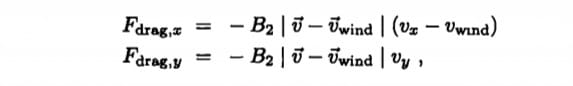 F_drag,x = − B₂ | v⃗ − v⃗_wind | (v_x − v_wind)
F_drag,y = − B₂ | v⃗ − v⃗_wind | v_y ,